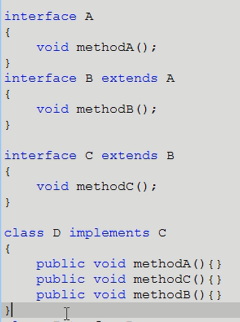 interface A
{
    void methodA();
}
interface B extends A
{
    void methodB();
}
interface C extends B
{
    void methodC();
}
class D implements C
{
    public void methodA(){}
    public void methodC(){}
    public void methodB(){}
}